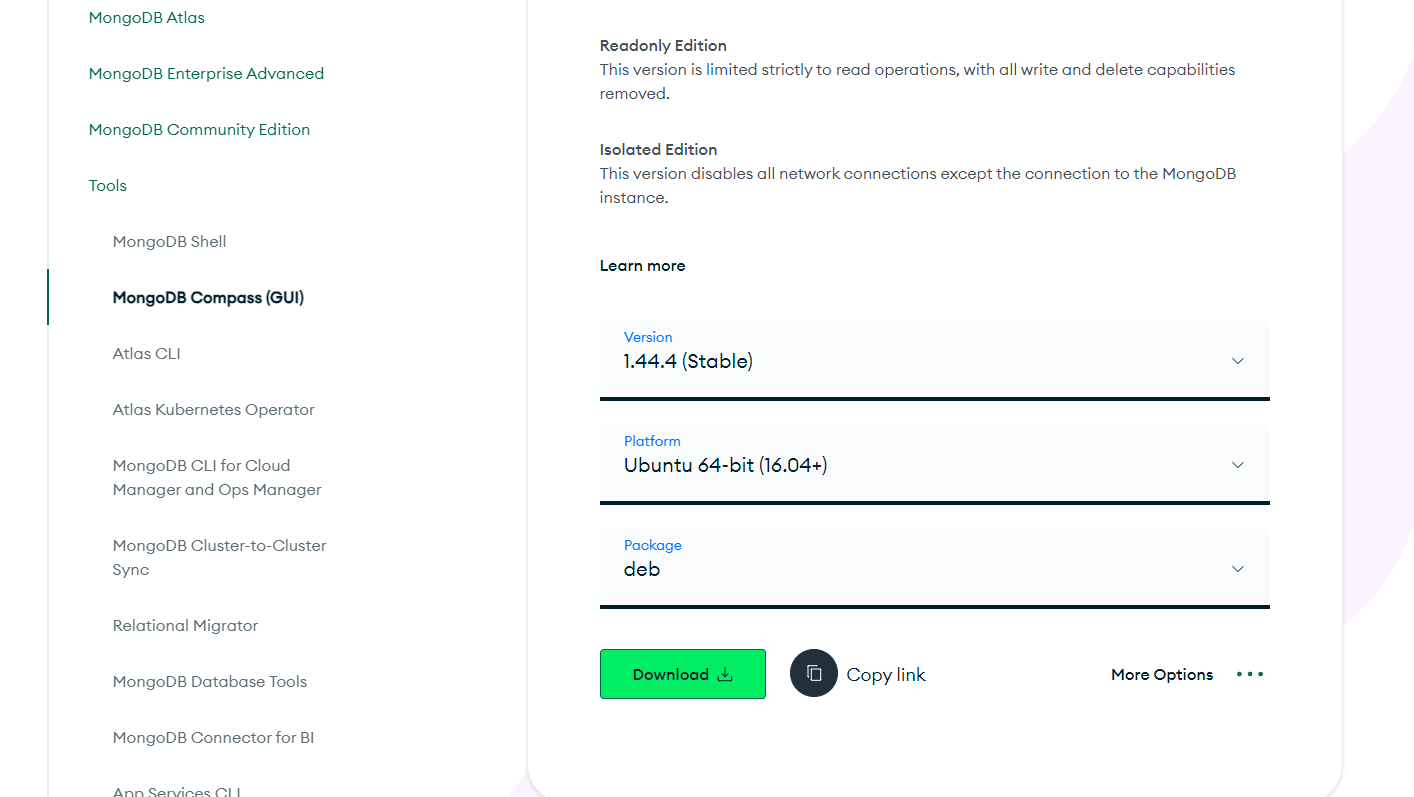 MongoDB Atlas
MongoDB Enterprise Advanced
MongoDB Community Edition
Tools
MongoDB Shell
MongoDB Compass (GUI)
Atlas CLI
Atlas Kubernetes Operator
MongoDB CLI for Cloud
Manager and Ops Manager
MongoDB Cluster-to-Cluster
Sync
Relational Migrator
MongoDB Database Tools
MongoDB Connector for BI
App Services CLI
Readonly Edition
This version is limited strictly to read operations, with all write and delete capabilities
removed.
Isolated Edition
This version disables all network connections except the connection to the MongoDB
instance.
Learn more
Version
1.44.4 (Stable)
Platform
Ubuntu 64-bit (16.04+)
Package
deb
Download
Copy link
More Options